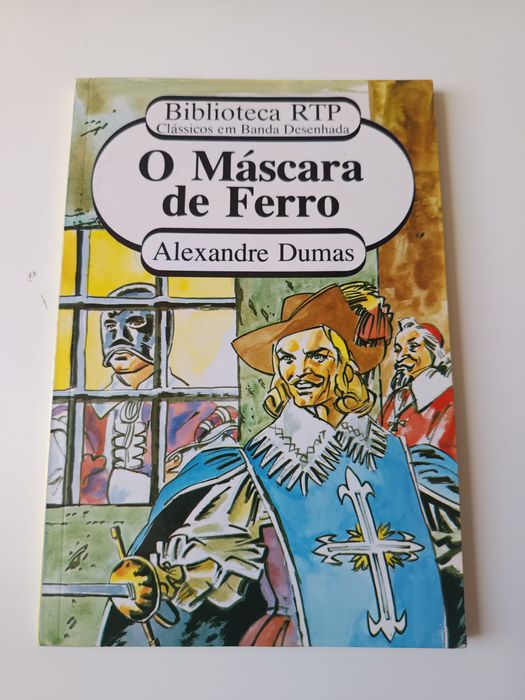 Biblioteca RTP
Clássicos em Banda Desenhada
O Máscara
de Ferro
Alexandre Dumas